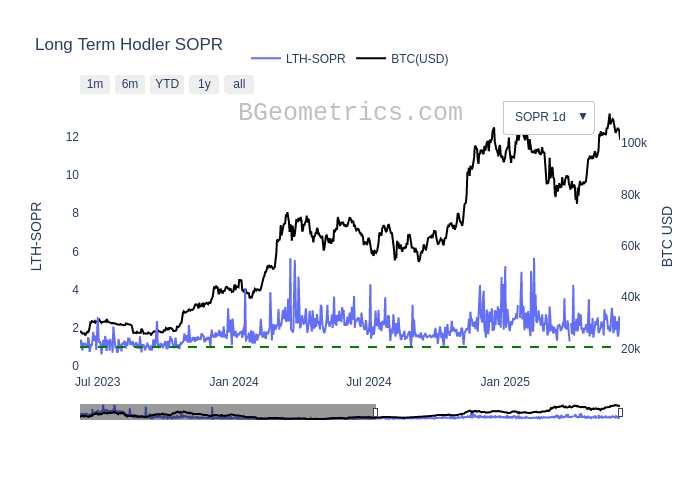 Long Term Hodler SOPR
LTH-SOPR
BTC(USD)
1m
6m
YTD
1y
all
BGeometrics.com
SOPR 1d ▼
12
10
8
6
4
2
0
LTH-SOPR
100k
80k
60k
40k
20k
BTC USD
Jul 2023
Jan 2024
Jul 2024
Jan 2025